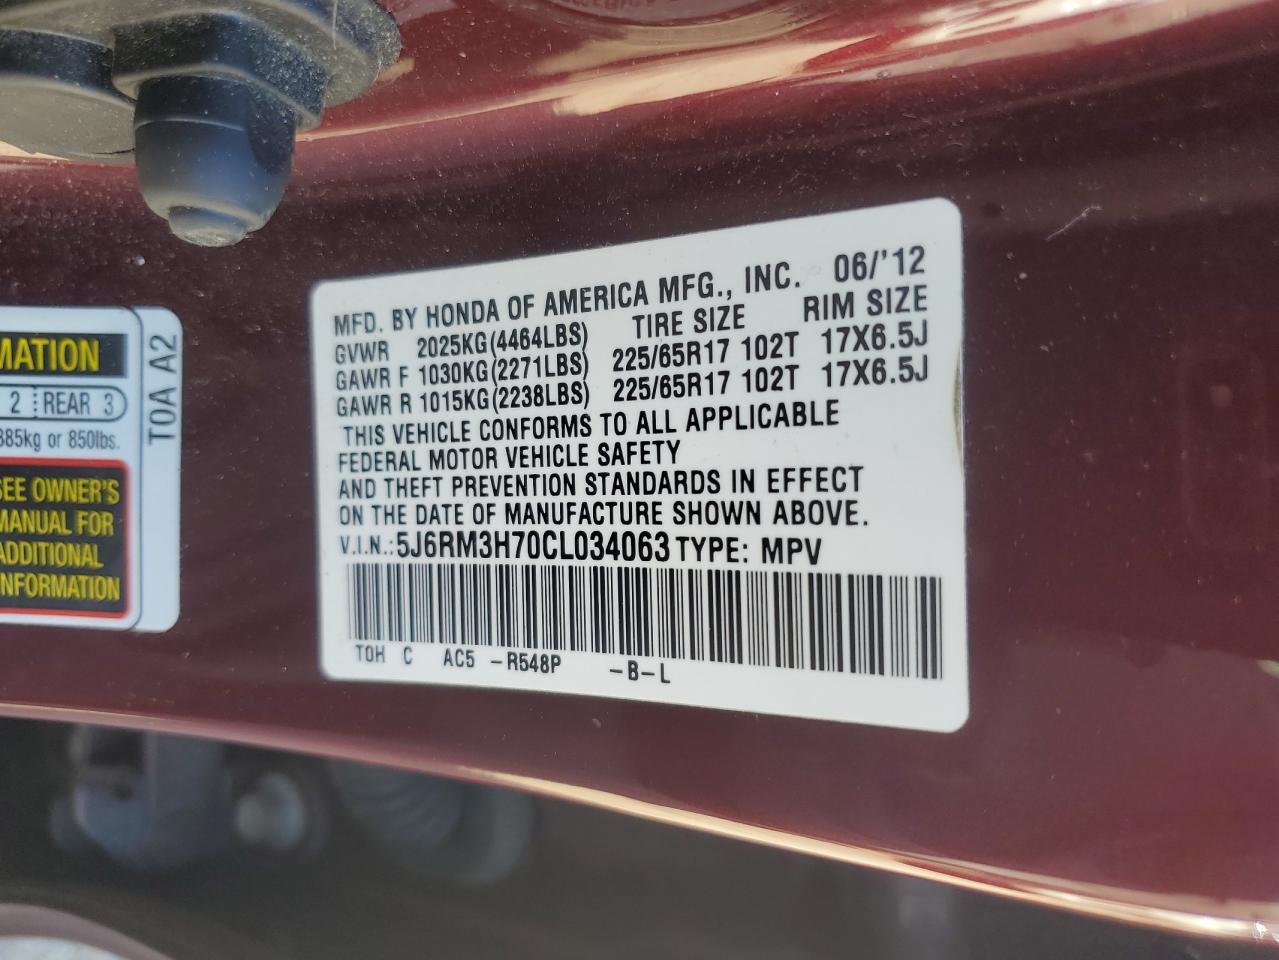 MFD. BY HONDA OF AMERICA MFG., INC. 06/'12
GVWR 2025KG(4464LBS) TIRE SIZE RIM SIZE
GAWR F 1030KG(2271LBS) 225/65R17 102T 17X6.5J
GAWR R 1015KG(2238LBS) 225/65R17 102T 17X6.5J
THIS VEHICLE CONFORMS TO ALL APPLICABLE
FEDERAL MOTOR VEHICLE SAFETY
AND THEFT PREVENTION STANDARDS IN EFFECT
ON THE DATE OF MANUFACTURE SHOWN ABOVE.
V.I.N.:5J6RM3H70CL034063 TYPE: MPV
T0H C AC5 -R548P -B-L
MATION
2 REAR 3
385kg or 850lbs.
SEE OWNER'S
MANUAL FOR
ADDITIONAL
INFORMATION
T0A A2